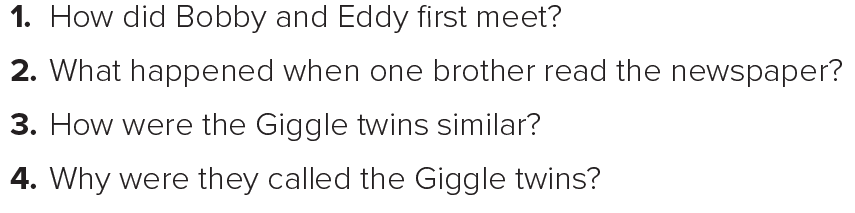 1. How did Bobby and Eddy first meet?
2. What happened when one brother read the newspaper?
3. How were the Giggle twins similar?
4. Why were they called the Giggle twins?